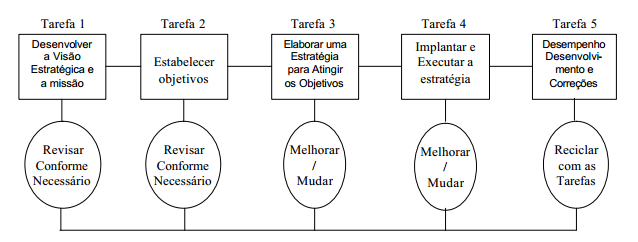 Tarefa 1
Tarefa 2
Tarefa 3
Tarefa 4
Tarefa 5
Desenvolver
a Visão
Estratégica e
a missão
Estabelecer
objetivos
Elaborar uma
Estratégia
para Atingir
os Objetivos
Implantar e
Executar a
estratégia
Desempenho
Desenvolvi-
mento e
Correções
Revisar
Conforme
Necessário
Revisar
Conforme
Necessário
Melhorar
/
Mudar
Melhorar
/
Mudar
Reciclar
com as
Tarefas